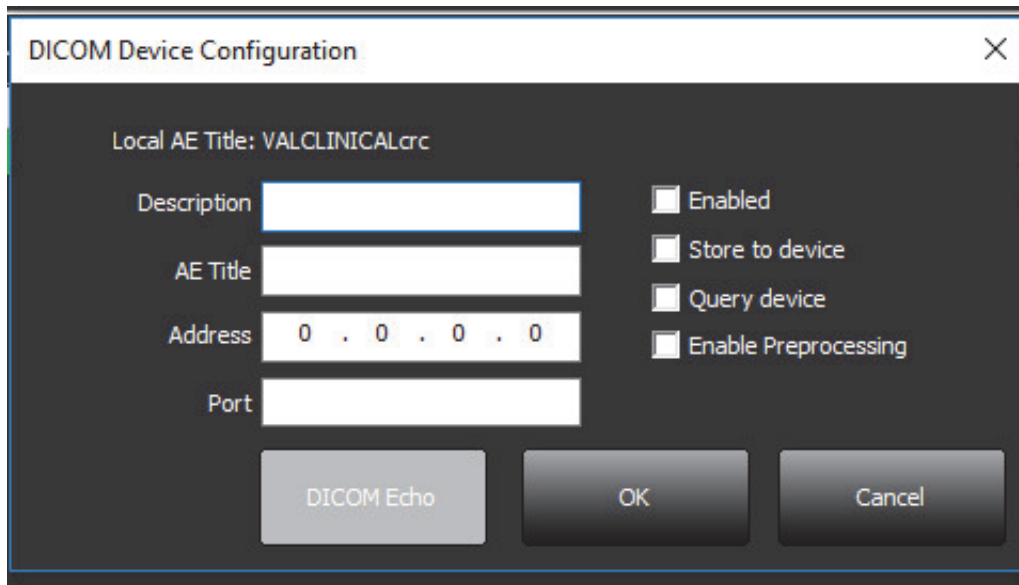 DICOM Device Configuration
Local AE Title: VALCLINICALcrc
Description
Enabled
AE Title
Store to device
Query device
Address 0 . 0 . 0 . 0
Enable Preprocessing
Port
DICOM Echo OK Cancel